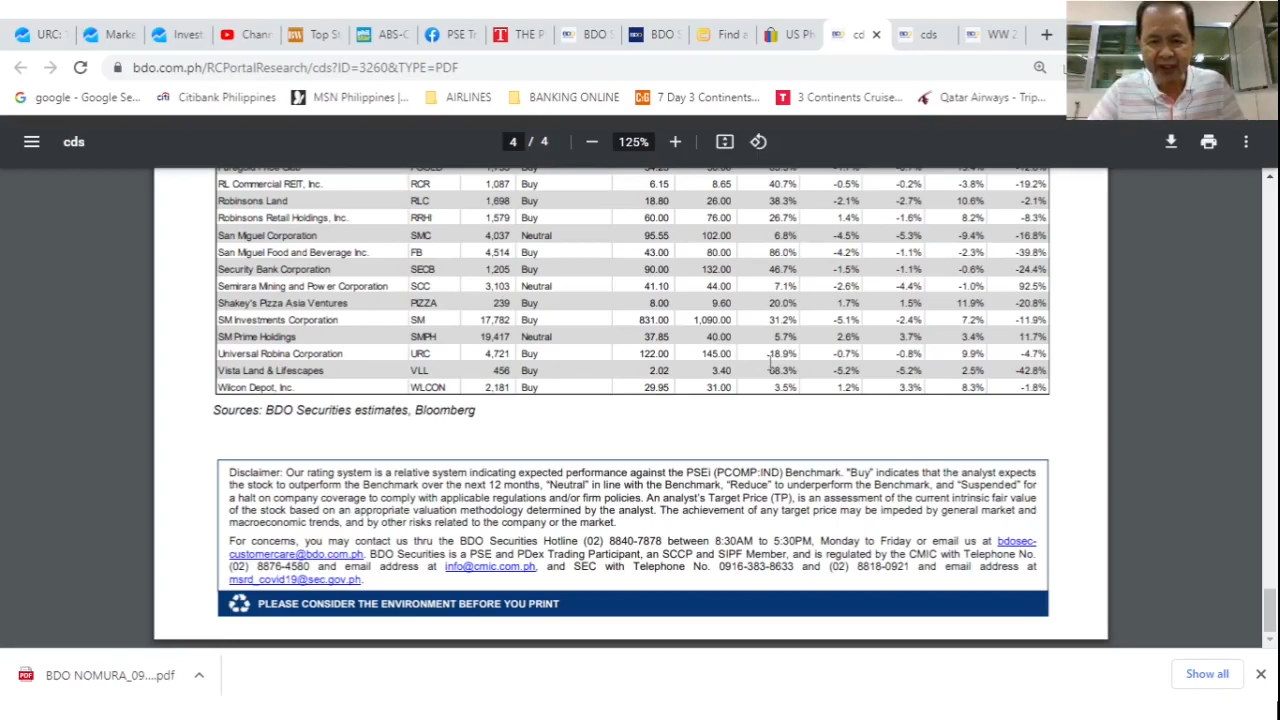 URC:
Marke
Invest
Chann
Top St
ABS-C
PSE Tr
THE P
BDO
BDO S
Find a
US Ph
cd
cds
WW 2
bdo.com.ph/RCPortalResearch/cds?ID=3260&TYPE=PDF
google - Google Se... Citibank Philippines MSN Philippines |... AIRLINES BANKING ONLINE 7 Day 3 Continents... 3 Continents Cruise... Qatar Airways - Trip...
cds 4 / 4 125%
RL Commercial REIT, Inc. RCR 1,087 Buy 6.15 8.65 40.7% -0.5% -0.2% -3.8% -19.2%
Robinsons Land RLC 1,698 Buy 18.80 26.00 38.3% -2.1% -2.7% 10.6% -2.1%
Robinsons Retail Holdings, Inc. RRHI 1,579 Buy 60.00 76.00 26.7% 1.4% -1.6% 8.2% -8.3%
San Miguel Corporation SMC 4,037 Neutral 95.55 102.00 6.8% -4.5% -5.3% -9.4% -16.8%
San Miguel Food and Beverage Inc. FB 4,514 Buy 43.00 80.00 86.0% -4.2% -1.1% -2.3% -39.8%
Security Bank Corporation SECB 1,205 Buy 90.00 132.00 46.7% -1.5% -1.1% -0.6% -24.4%
Semirara Mining and Power Corporation SCC 3,103 Neutral 41.10 44.00 7.1% -2.6% -4.4% -1.0% 92.5%
Shakey's Pizza Asia Ventures PIZZA 239 Buy 8.00 9.60 20.0% 1.7% 1.5% 11.9% -20.8%
SM Investments Corporation SM 17,782 Buy 831.00 1,090.00 31.2% -5.1% -2.4% 7.2% -11.9%
SM Prime Holdings SMPH 19,417 Neutral 37.85 40.00 5.7% 2.6% 3.7% 3.4% 11.7%
Universal Robina Corporation URC 4,721 Buy 122.00 145.00 18.9% -0.7% -0.8% 9.9% -4.7%
Vista Land & Lifescapes VLL 456 Buy 2.02 3.40 68.3% -5.2% -5.2% 2.5% -42.8%
Wilcon Depot, Inc. WLCON 2,181 Buy 29.95 31.00 3.5% 1.2% 3.3% 8.3% -1.8%
Sources: BDO Securities estimates, Bloomberg
Disclaimer: Our rating system is a relative system indicating expected performance against the PSEi (PCOMP:IND) Benchmark. "Buy" indicates that the analyst expects
the stock to outperform the Benchmark over the next 12 months, "Neutral" in line with the Benchmark, "Reduce" to underperform the Benchmark, and "Suspended" for
a halt on company coverage to comply with applicable regulations and/or firm policies. An analyst's Target Price (TP), is an assessment of the current intrinsic fair value
of the stock based on an appropriate valuation methodology determined by the analyst. The achievement of any target price may be impeded by general market and
macroeconomic trends, and by other risks related to the company or the market.
For concerns, you may contact us thru the BDO Securities Hotline (02) 8840-7878 between 8:30AM to 5:30PM, Monday to Friday or email us at bdosec-
customercare@bdo.com.ph. BDO Securities is a PSE and PDex Trading Participant, an SCCP and SIPF Member, and is regulated by the CMIC with Telephone No.
(02) 8876-4580 and email address at info@cmic.com.ph, and SEC with Telephone No. 0916-383-8633 and (02) 8818-0921 and email address at
msrd_covid19@sec.gov.ph.
PLEASE CONSIDER THE ENVIRONMENT BEFORE YOU PRINT
BDO NOMURA_09....pdf Show all